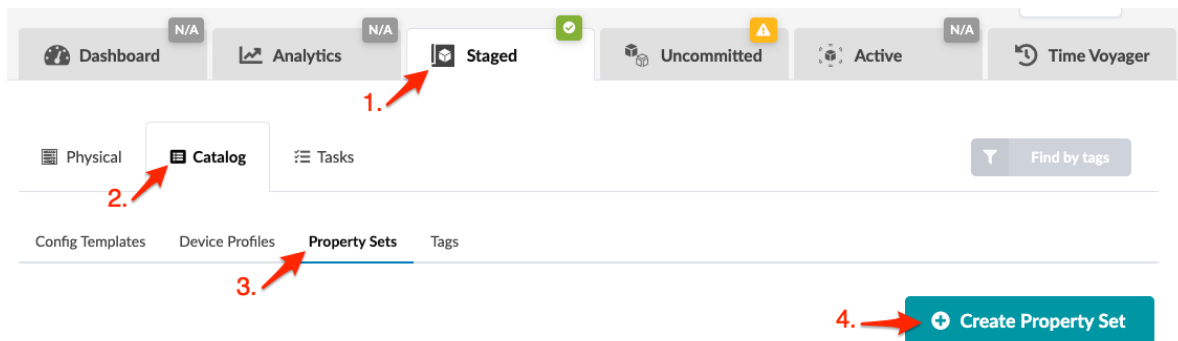 N/A N/A N/A
Dashboard Analytics Staged Uncommitted Active Time Voyager
1.
Physical Catalog Tasks Find by tags
2.
Config Templates Device Profiles Property Sets Tags
3.
4. Create Property Set